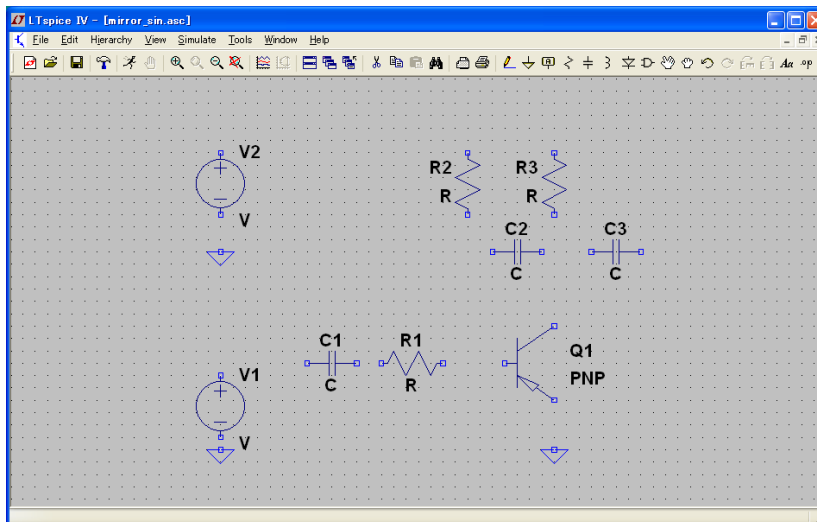 LTspice IV - [mirror_sin.asc]
File Edit Hierarchy View Simulate Tools Window Help
Aa .op
V2
V
R2
R
R3
R
C2
C
C3
C
C1
C
R1
R
Q1
PNP
V1
V